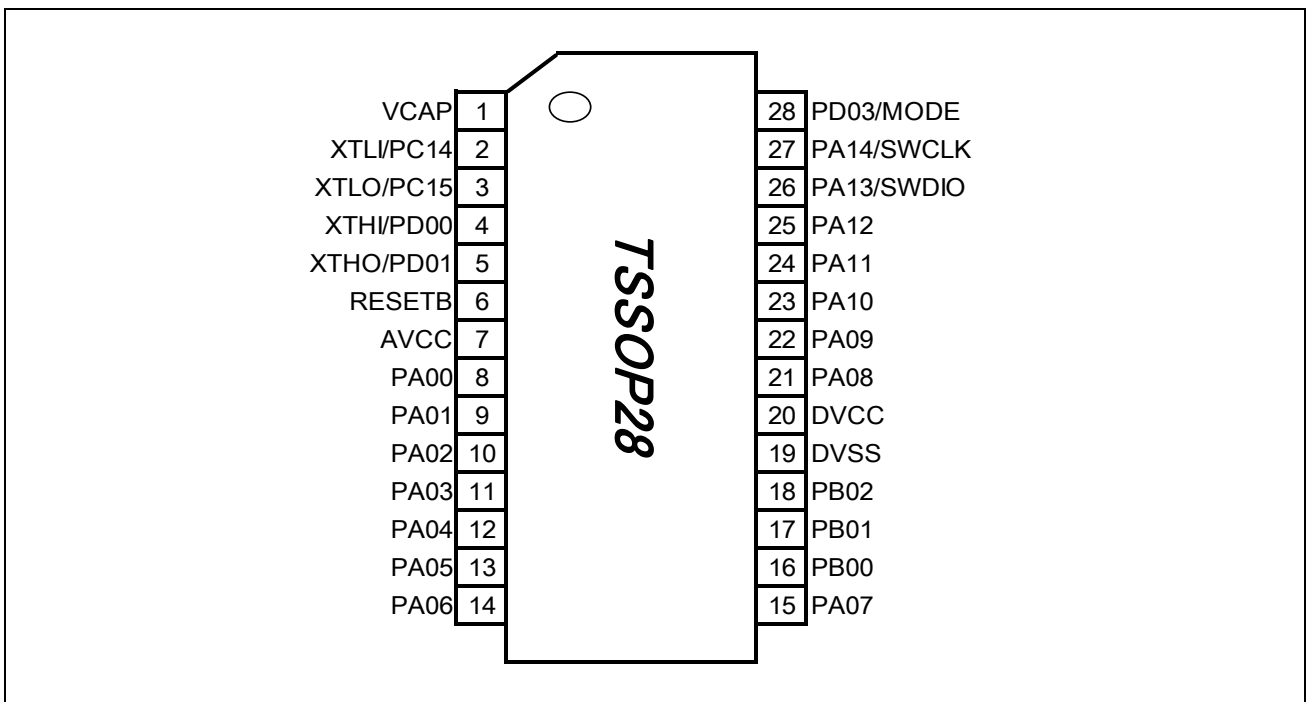 VCAP 1
XTLI/PC14 2
XTLO/PC15 3
XTHI/PD00 4
XTHO/PD01 5
RESETB 6
AVCC 7
PA00 8
PA01 9
PA02 10
PA03 11
PA04 12
PA05 13
PA06 14
TSSOP28
28 PD03/MODE
27 PA14/SWCLK
26 PA13/SWDIO
25 PA12
24 PA11
23 PA10
22 PA09
21 PA08
20 DVCC
19 DVSS
18 PB02
17 PB01
16 PB00
15 PA07